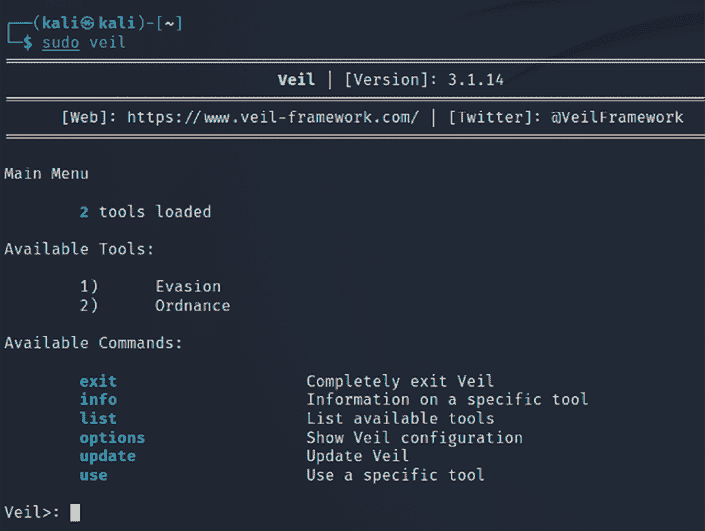 ┌──(kali㉿kali)-[~]
└─$ sudo veil
Veil | [Version]: 3.1.14
[Web]: https://www.veil-framework.com/ | [Twitter]: @VeilFramework
Main Menu
2 tools loaded
Available Tools:
1) Evasion
2) Ordnance
Available Commands:
exit Completely exit Veil
info Information on a specific tool
list List available tools
options Show Veil configuration
update Update Veil
use Use a specific tool
Veil>: